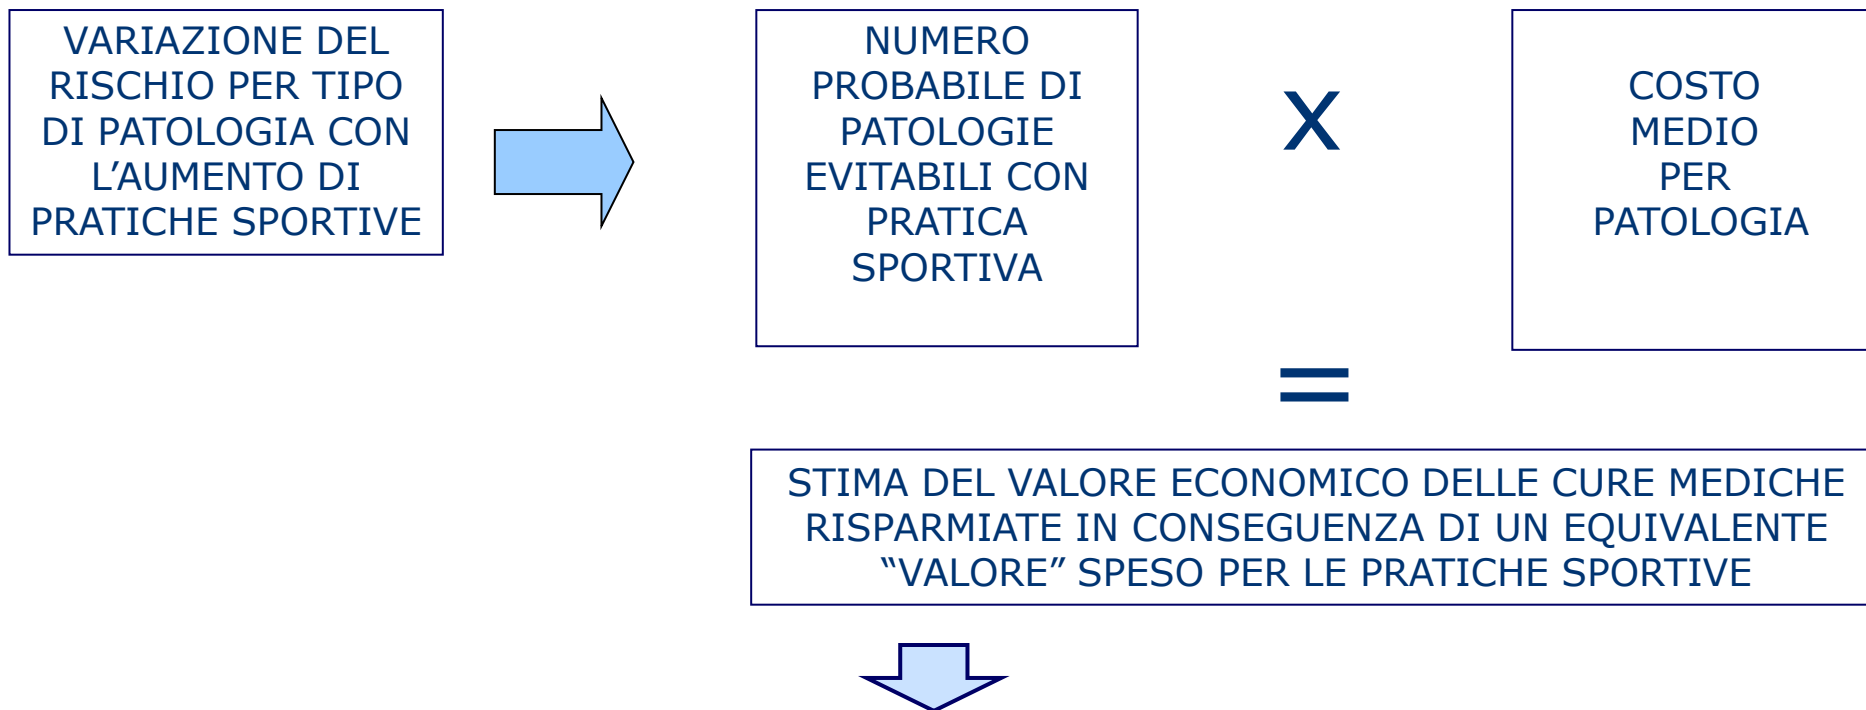 VARIAZIONE DEL
RISCHIO PER TIPO
DI PATOLOGIA CON
L’AUMENTO DI
PRATICHE SPORTIVE
NUMERO
PROBABILE DI
PATOLOGIE
EVITABILI CON
PRATICA
SPORTIVA
X
COSTO
MEDIO
PER
PATOLOGIA
=
STIMA DEL VALORE ECONOMICO DELLE CURE MEDICHE
RISPARMIATE IN CONSEGUENZA DI UN EQUIVALENTE
“VALORE” SPESO PER LE PRATICHE SPORTIVE